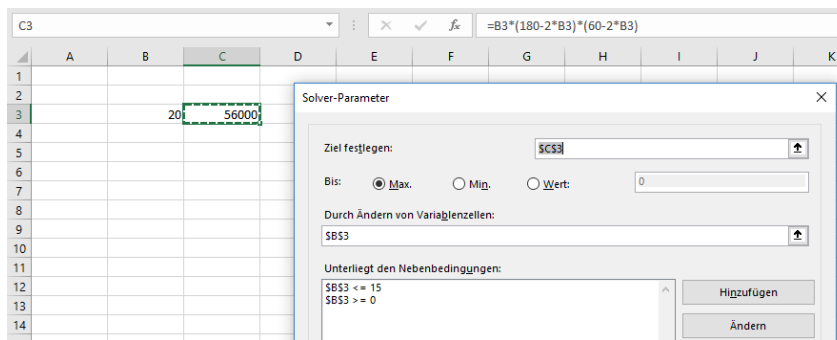 C3 fx =B3*(180-2*B3)*(60-2*B3)
A B C D E F G H I J K
1
2
3 20 56000
4
5
6
7
8
9
10
11
12
13
14
Solver-Parameter
Ziel festlegen: $C$3
Bis: Max. Min. Wert: 0
Durch Ändern von Variablenzellen:
$B$3
Unterliegt den Nebenbedingungen:
$B$3 <= 15
$B$3 >= 0
Hinzufügen
Ändern